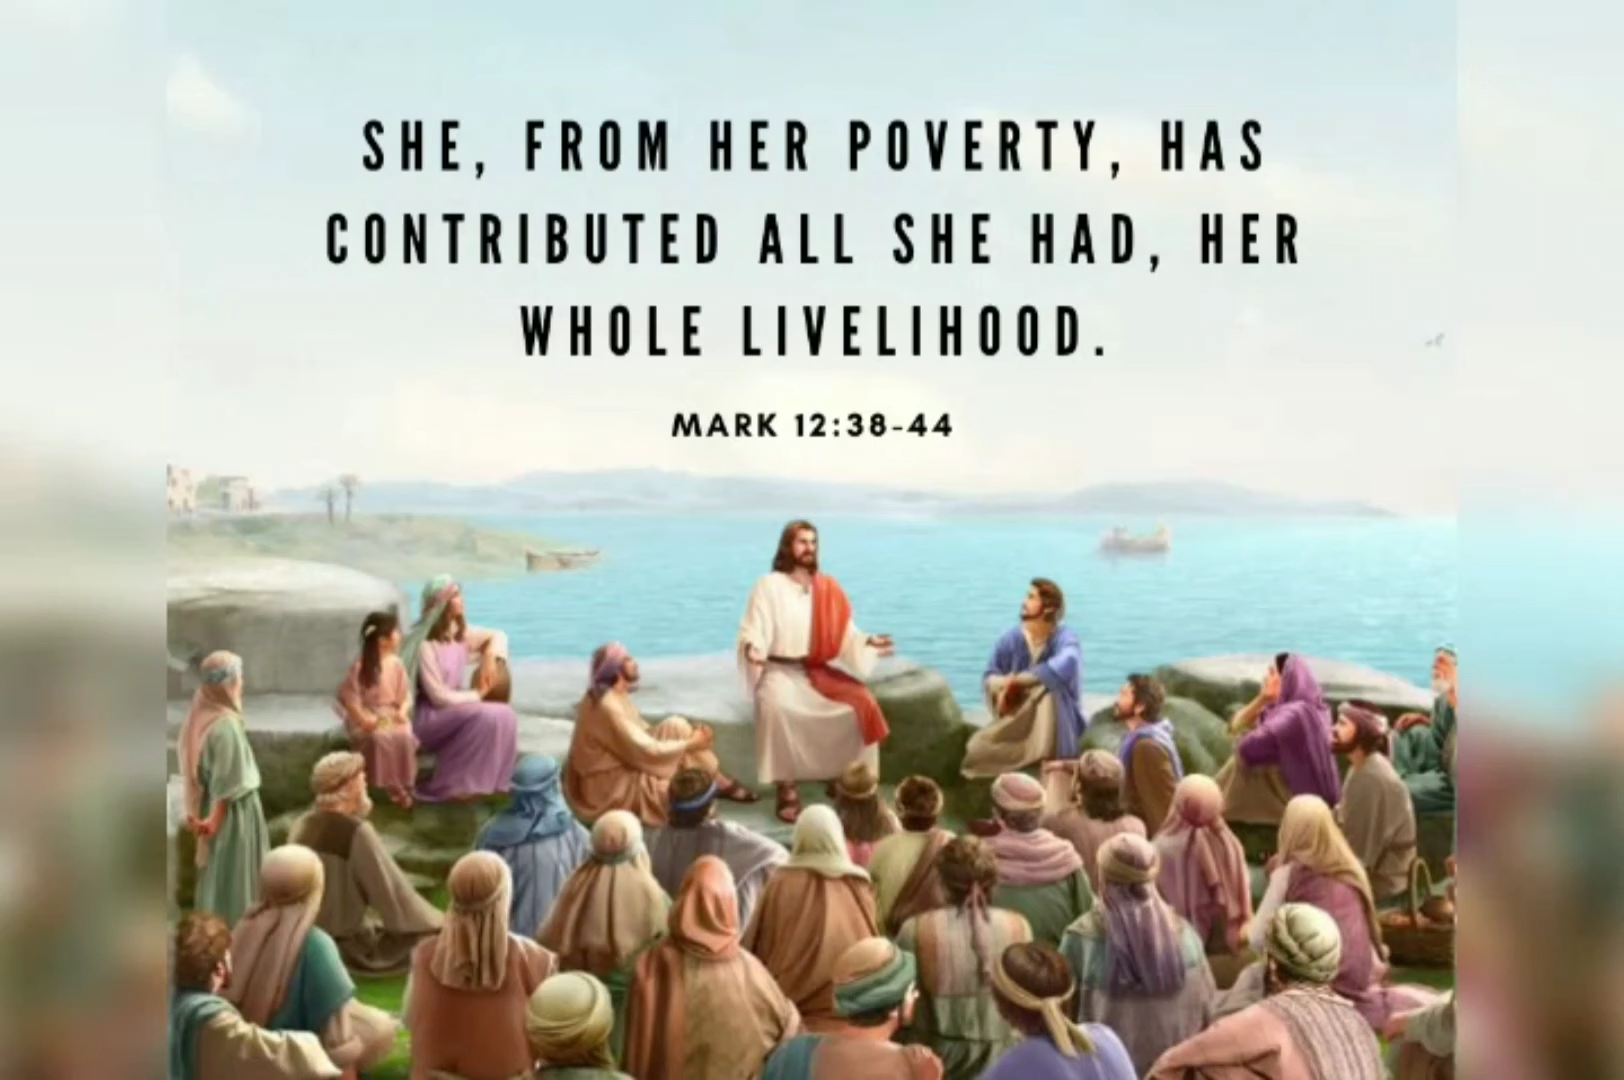 SHE, FROM HER POVERTY, HAS
CONTRIBUTED ALL SHE HAD, HER
WHOLE LIVELIHOOD.
MARK 12:38-44